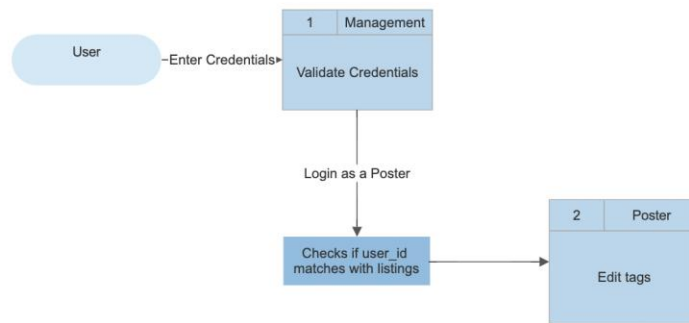 User
Enter Credentials
1
Management
Validate Credentials
Login as a Poster
Checks if user_id
matches with listings
2
Poster
Edit tags